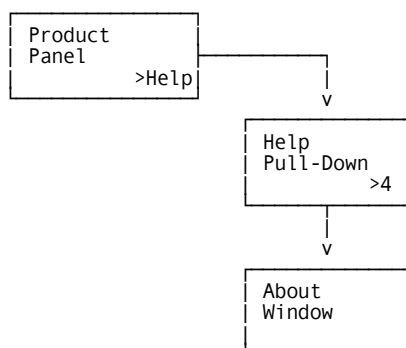 Product
Panel
>Help
v
Help
Pull-Down
>4
v
About
Window